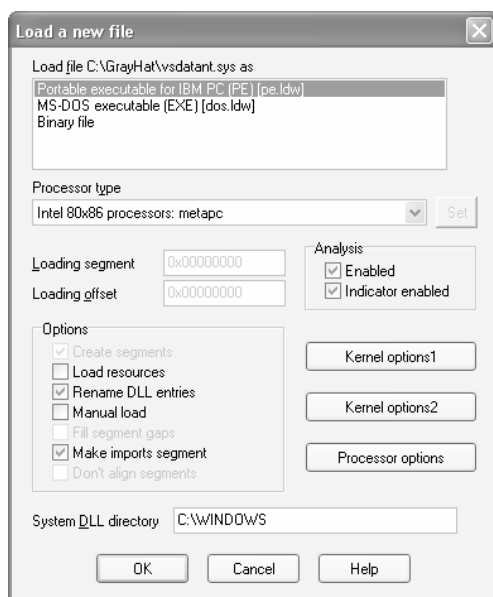 Load a new file
Load file C:\GrayHat\vsdatant.sys as
Portable executable for IBM PC (PE) [pe.ldw]
MS-DOS executable (EXE) [dos.ldw]
Binary file
Processor type
Intel 80x86 processors: metapc
Set
Loading segment 0x00000000
Loading offset 0x00000000
Analysis
Enabled
Indicator enabled
Options
Create segments
Load resources
Rename DLL entries
Manual load
Fill segment gaps
Make imports segment
Don't align segments
Kernel options1
Kernel options2
Processor options
System DLL directory C:\WINDOWS
OK Cancel Help